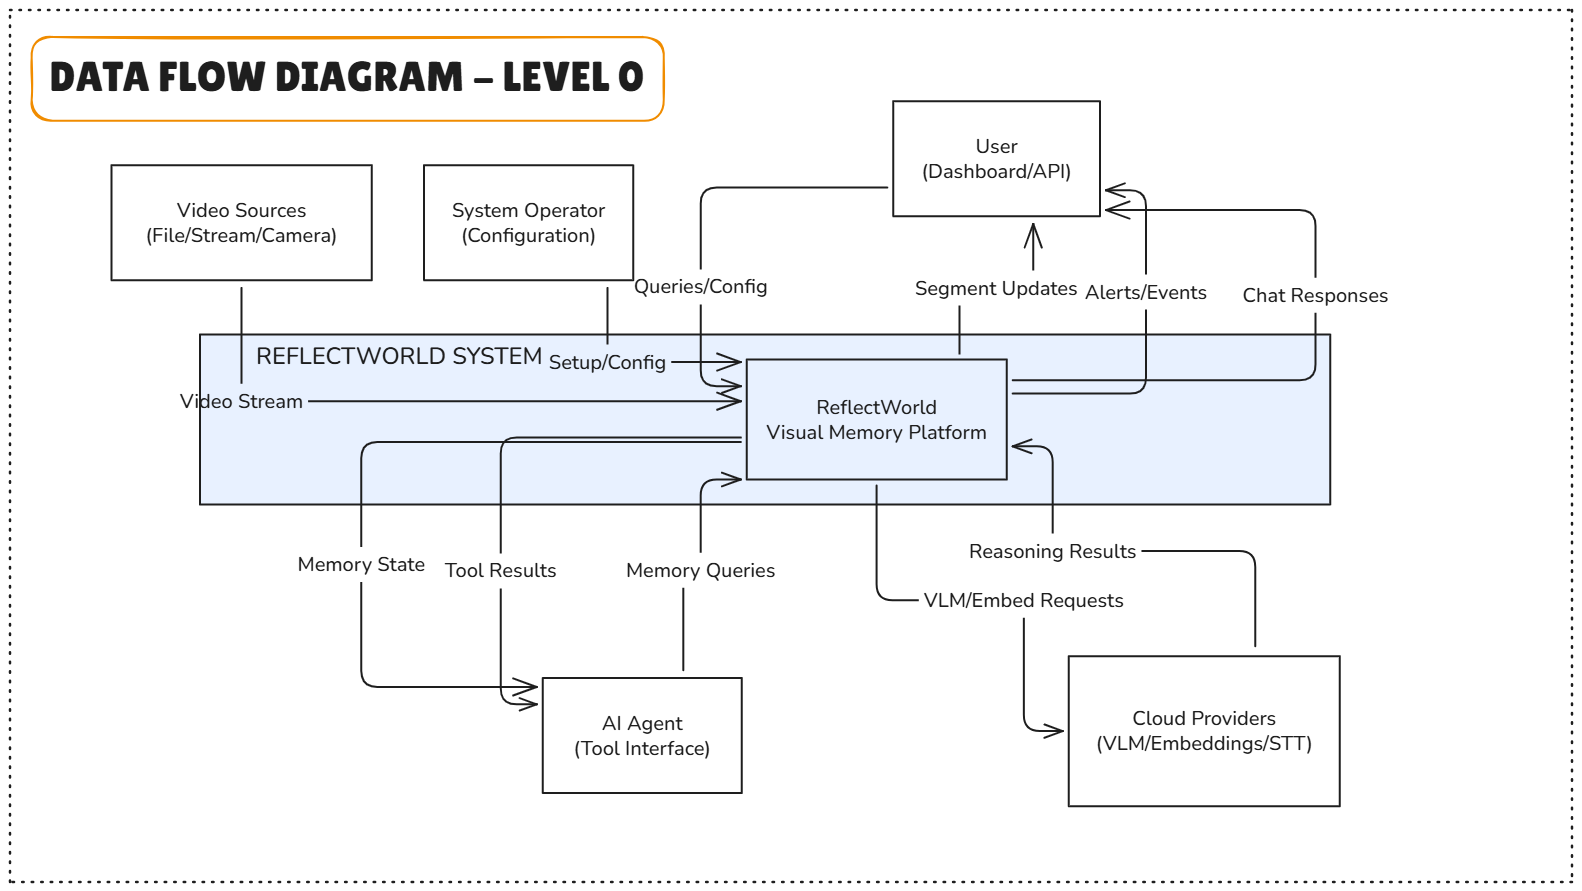 DATA FLOW DIAGRAM – LEVEL 0
User
(Dashboard/API)
Video Sources
(File/Stream/Camera)
System Operator
(Configuration)
Queries/Config
Segment Updates
Alerts/Events
Chat Responses
REFLECTWORLD SYSTEM
Setup/Config
Video Stream
ReflectWorld
Visual Memory Platform
Memory State
Tool Results
Memory Queries
Reasoning Results
VLM/Embed Requests
AI Agent
(Tool Interface)
Cloud Providers
(VLM/Embeddings/STT)